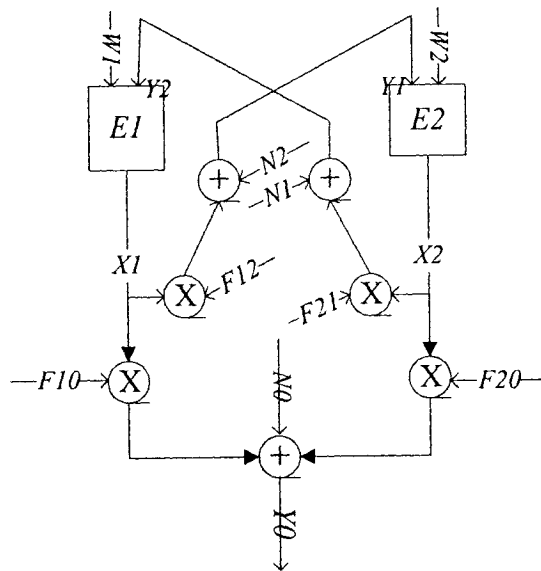 W1
W2
Y2
Y1
E1
E2
+
N2
+
N1
X1
X2
X
F12
F21
X
F10
X
N0
X
F20
+
Y0